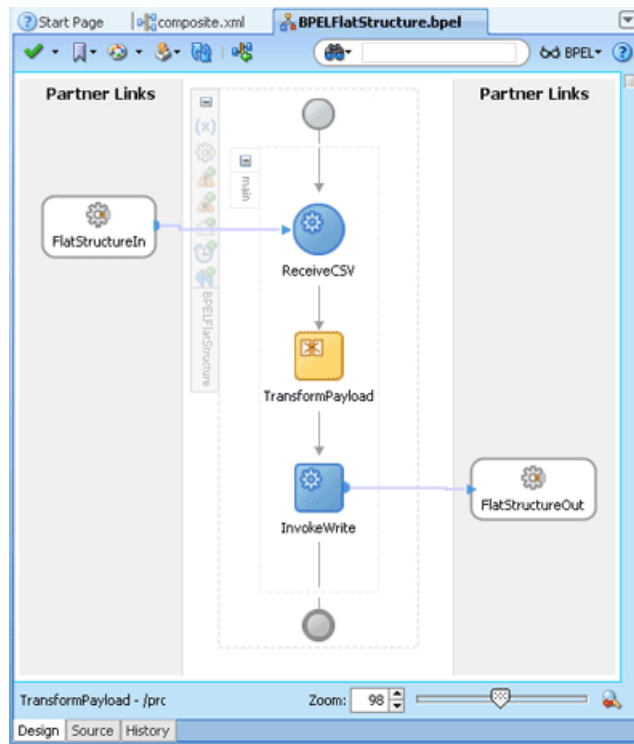 Start Page composite.xml BPELFlatStructure.bpel
BPEL
Partner Links Partner Links
(x)
main
FlatStructureIn
ReceiveCSV
BPELFlatStructure
TransformPayload
FlatStructureOut
InvokeWrite
TransformPayload - /prc Zoom: 98
Design Source History